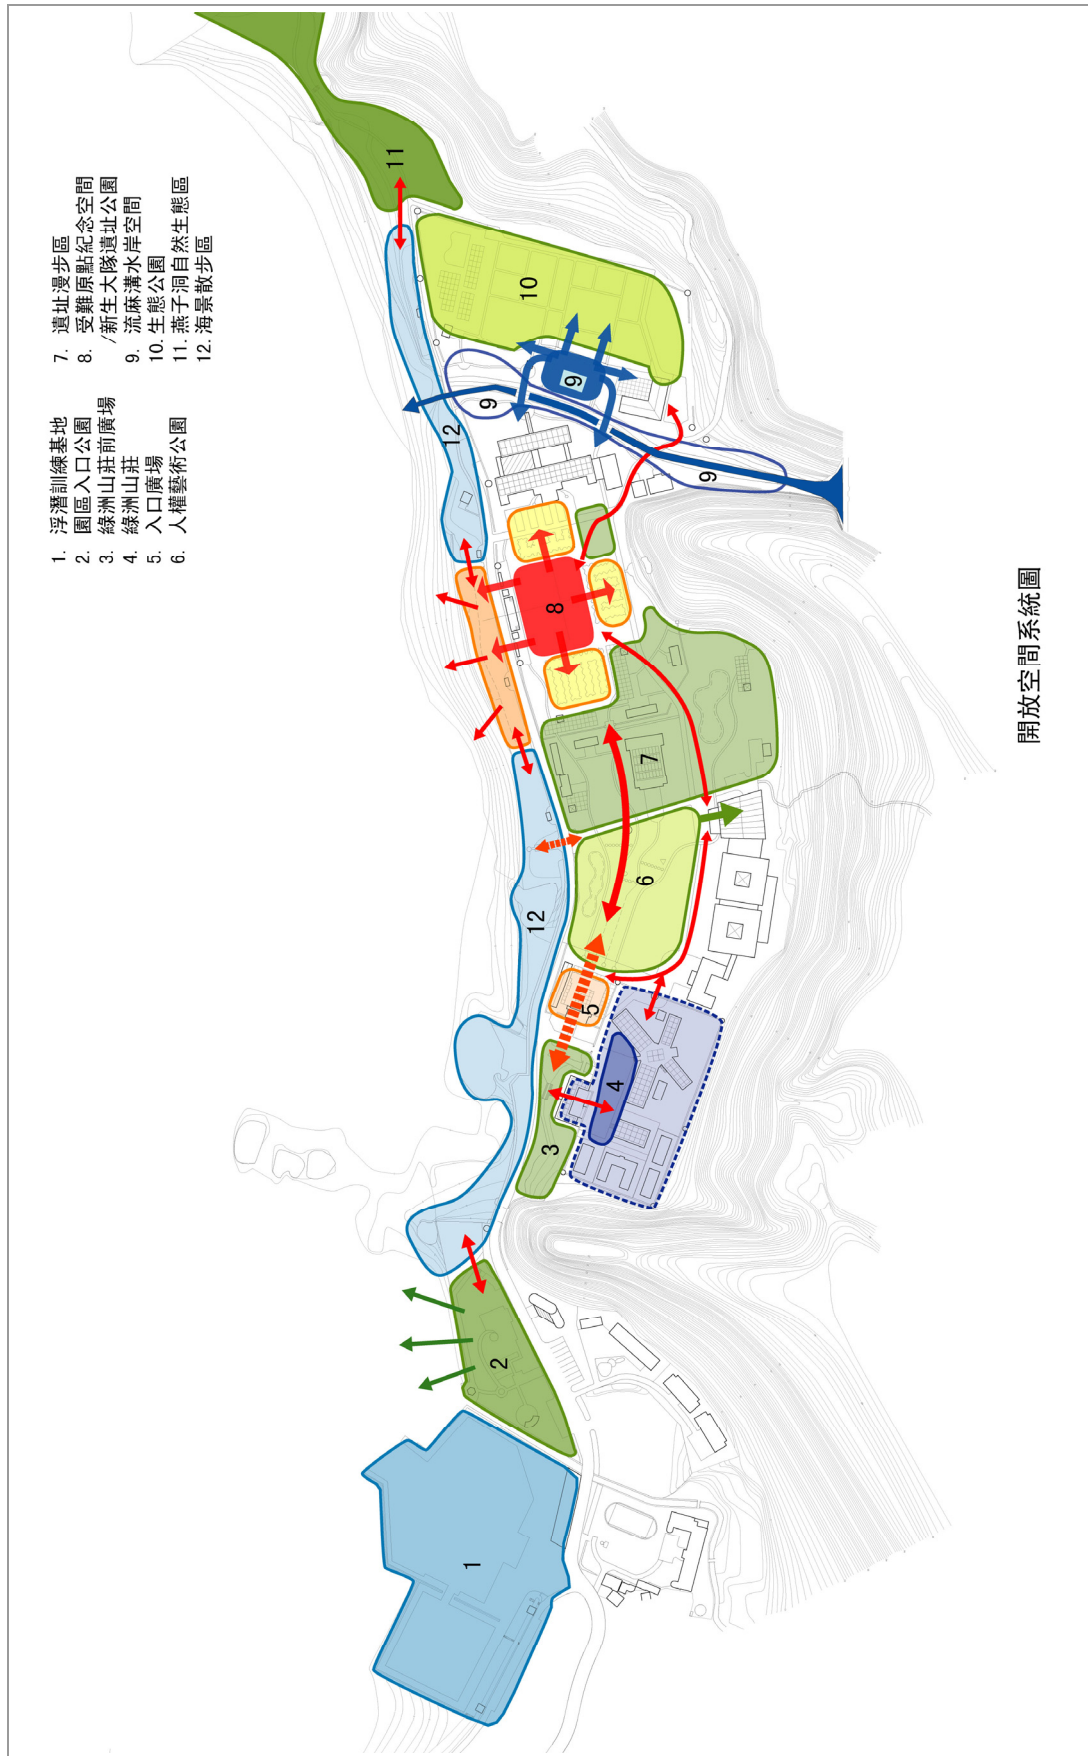 1. 浮潛訓練基地
2. 園區入口公園
3. 綠洲山莊前廣場
4. 綠洲山莊
5. 入口廣場
6. 人權藝術公園
7. 遺址漫步區
8. 受難原點紀念空間
/新生大隊遺址公園
9. 流麻溝水岸空間
10. 生態公園
11. 燕子洞自然生態區
12. 海景散步區
1
2
3
4
5
6
7
8
9
9
9
10
11
12
12
開放空間系統圖